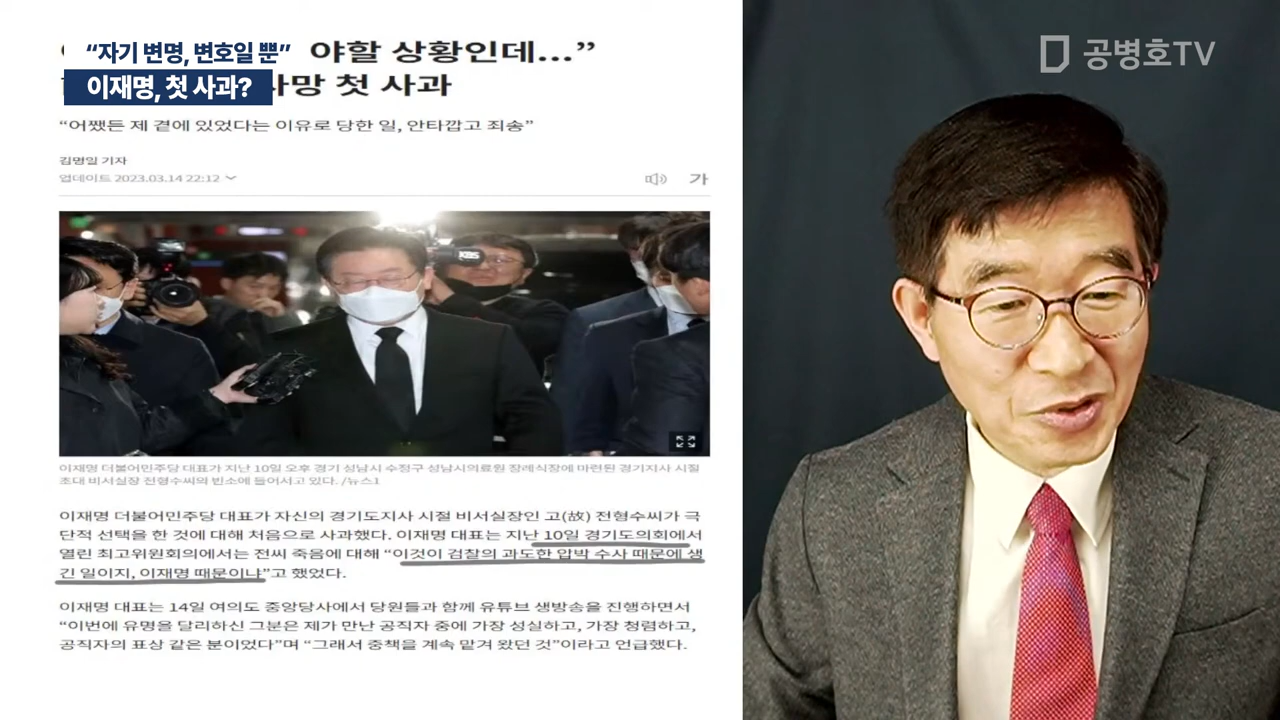 “자기 변명, 변호일 뿐” 야할 상황인데...”
이재명, 첫 사과? 사망 첫 사과
공병호TV
“어쨌든 제 곁에 있었다는 이유로 당한 일, 안타깝고 죄송”
김명일 기자
업데이트 2023.03.14 22:12
가
KBS
이재명 더불어민주당 대표가 지난 10일 오후 경기 성남시 수정구 성남시의료원 장례식장에 마련된 경기지사 시절
초대 비서실장 전형수씨의 빈소에 들어서고 있다. /뉴스1
이재명 더불어민주당 대표가 자신의 경기도지사 시절 비서실장인 고(故) 전형수씨가 극
단적 선택을 한 것에 대해 처음으로 사과했다. 이재명 대표는 지난 10일 경기도의회에서
열린 최고위원회의에서는 전씨 죽음에 대해 “이것이 검찰의 과도한 압박 수사 때문에 생
긴 일이지, 이재명 때문이냐”고 했었다.
이재명 대표는 14일 여의도 중앙당사에서 당원들과 함께 유튜브 생방송을 진행하면서
“이번에 유명을 달리하신 그분은 제가 만난 공직자 중에 가장 성실하고, 가장 청렴하고,
공직자의 표상 같은 분이었다”며 “그래서 중책을 계속 맡겨 왔던 것”이라고 언급했다.